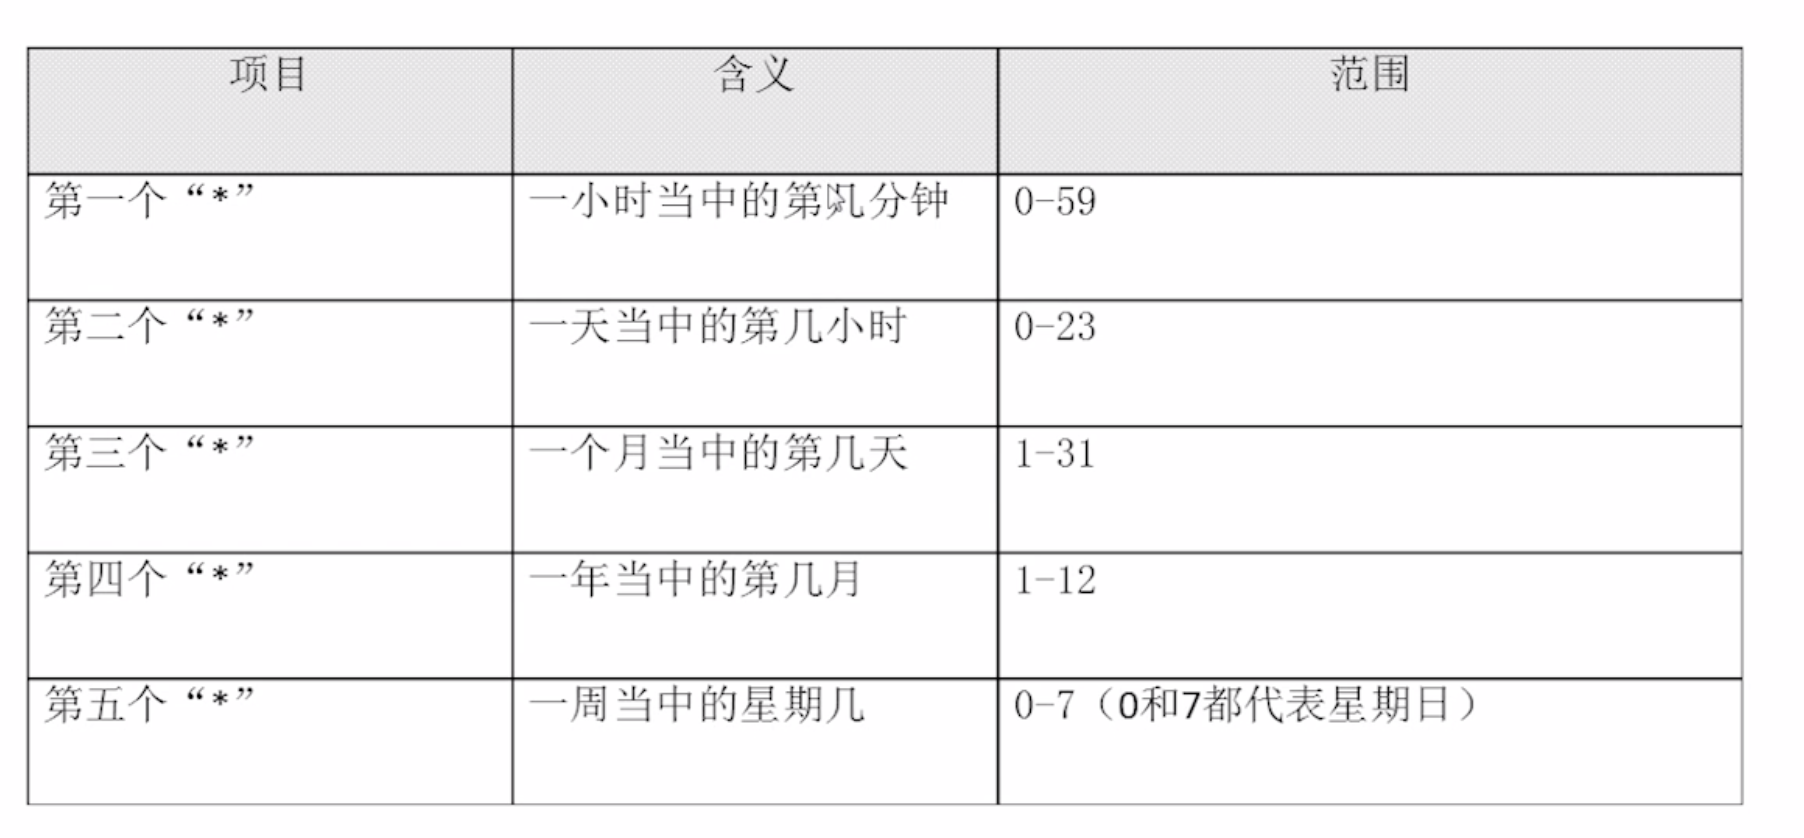 项目 含义 范围
第一个“*” 一小时当中的第几分钟 0-59
第二个“*” 一天当中的第几小时 0-23
第三个“*” 一个月当中的第几天 1-31
第四个“*” 一年当中的第几月 1-12
第五个“*” 一周当中的星期几 0-7（0和7都代表星期日）